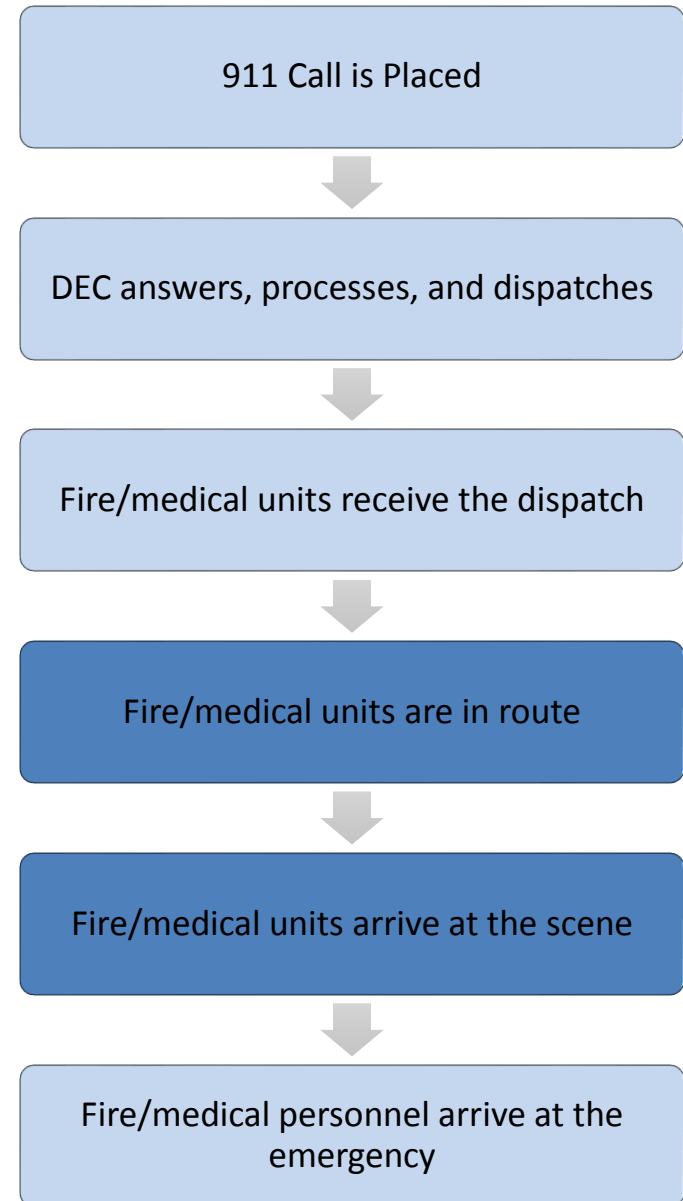 911 Call is Placed
DEC answers, processes, and dispatches
Fire/medical units receive the dispatch
Fire/medical units are in route
Fire/medical units arrive at the scene
Fire/medical personnel arrive at the
emergency